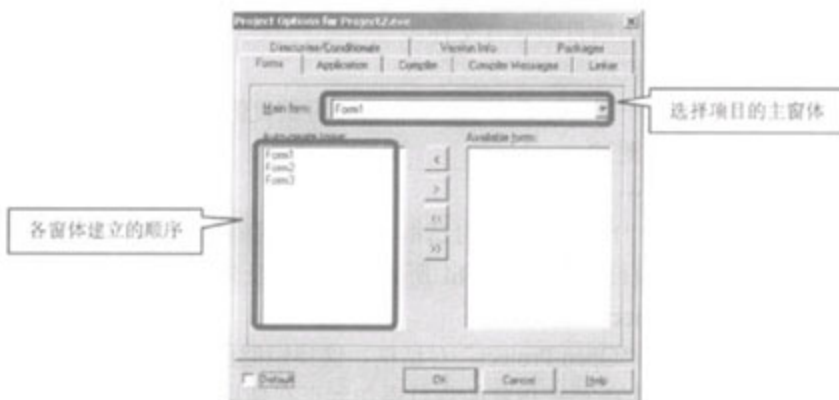 Project Options for Project2.exe
Directories/Conditionals Version Info Packages
Forms Application Compiler Compiler Messages Linker
Main form: Form1
选择项目的主窗体
Auto-create forms: Available forms:
Form1
Form2
Form3
<
>
<<
>>
各窗体建立的顺序
Default OK Cancel Help